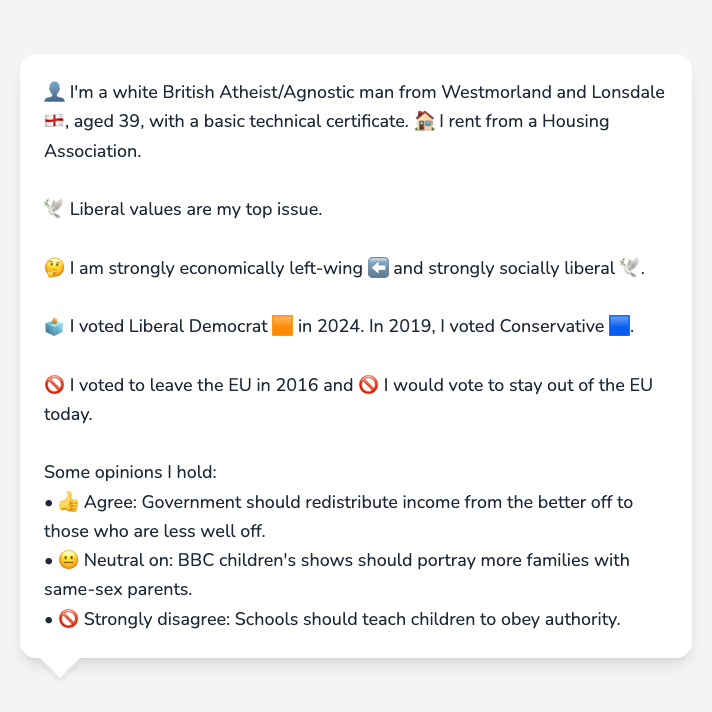 👤 I'm a white British Atheist/Agnostic man from Westmorland and Lonsdale
🏴󠁧󠁢󠁥󠁮󠁧󠁿, aged 39, with a basic technical certificate. 🏠 I rent from a Housing
Association.
🕊️ Liberal values are my top issue.
🤔 I am strongly economically left-wing ⬅️ and strongly socially liberal 🕊️.
🗳️ I voted Liberal Democrat 🟧 in 2024. In 2019, I voted Conservative 🟦.
🚫 I voted to leave the EU in 2016 and 🚫 I would vote to stay out of the EU
today.
Some opinions I hold:
• 👍 Agree: Government should redistribute income from the better off to
those who are less well off.
• 😐 Neutral on: BBC children's shows should portray more families with
same-sex parents.
• 🚫 Strongly disagree: Schools should teach children to obey authority.